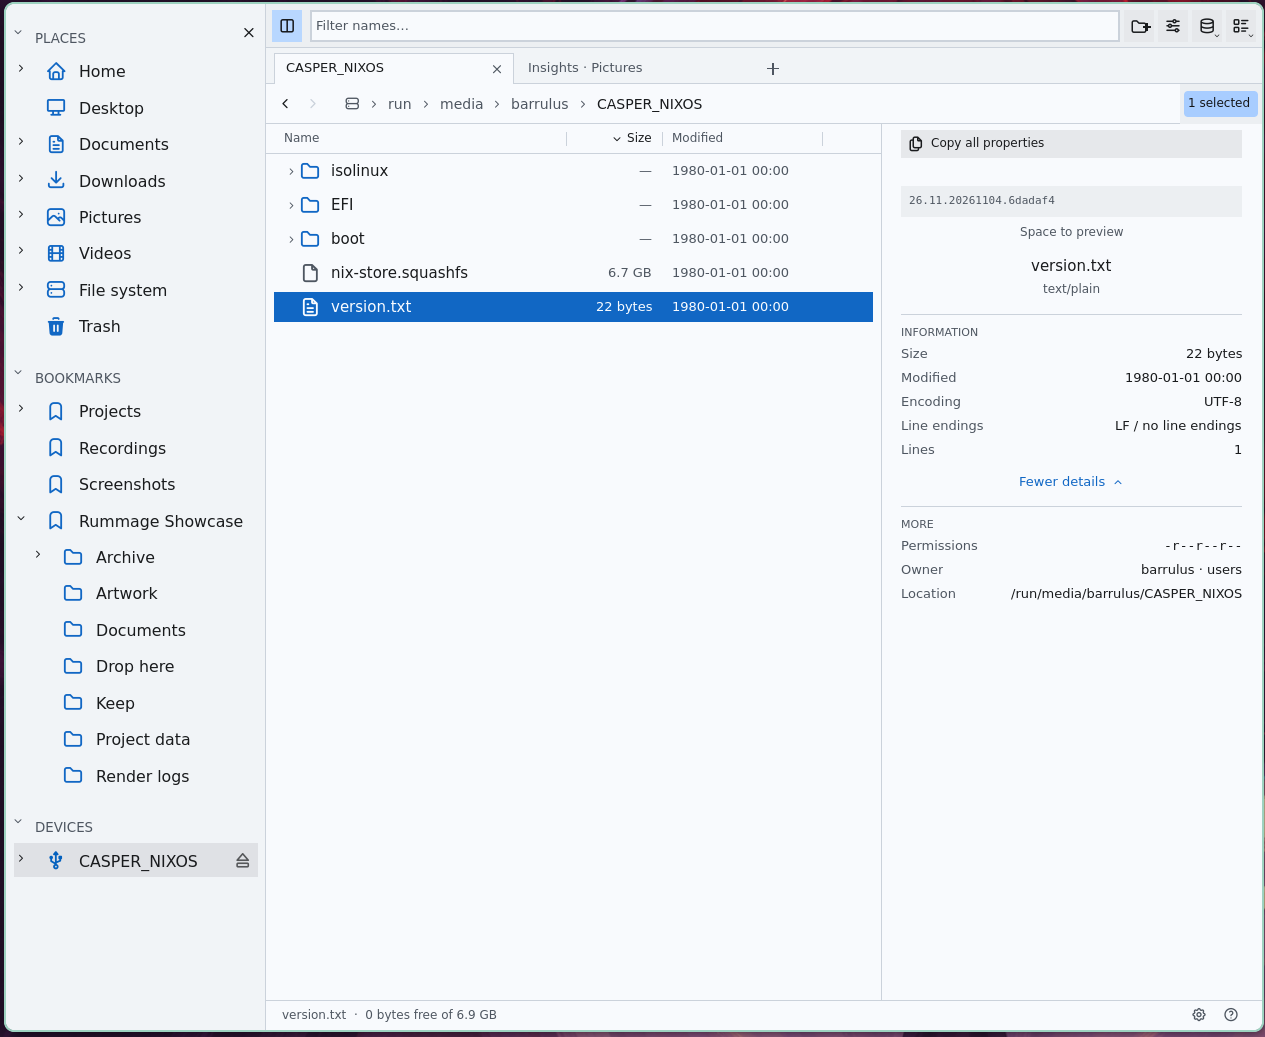 PLACES
Home
Desktop
Documents
Downloads
Pictures
Videos
File system
Trash
BOOKMARKS
Projects
Recordings
Screenshots
Rummage Showcase
Archive
Artwork
Documents
Drop here
Keep
Project data
Render logs
DEVICES
CASPER_NIXOS
Filter names...
CASPER_NIXOS
Insights · Pictures
run
media
barrulus
CASPER_NIXOS
1 selected
Name Size Modified
isolinux — 1980-01-01 00:00
EFI — 1980-01-01 00:00
boot — 1980-01-01 00:00
nix-store.squashfs 6.7 GB 1980-01-01 00:00
version.txt 22 bytes 1980-01-01 00:00
Copy all properties
26.11.20261104.6dadaf4
Space to preview
version.txt
text/plain
INFORMATION
Size 22 bytes
Modified 1980-01-01 00:00
Encoding UTF-8
Line endings LF / no line endings
Lines 1
Fewer details
MORE
Permissions -r--r--r--
Owner barrulus · users
Location /run/media/barrulus/CASPER_NIXOS
version.txt · 0 bytes free of 6.9 GB